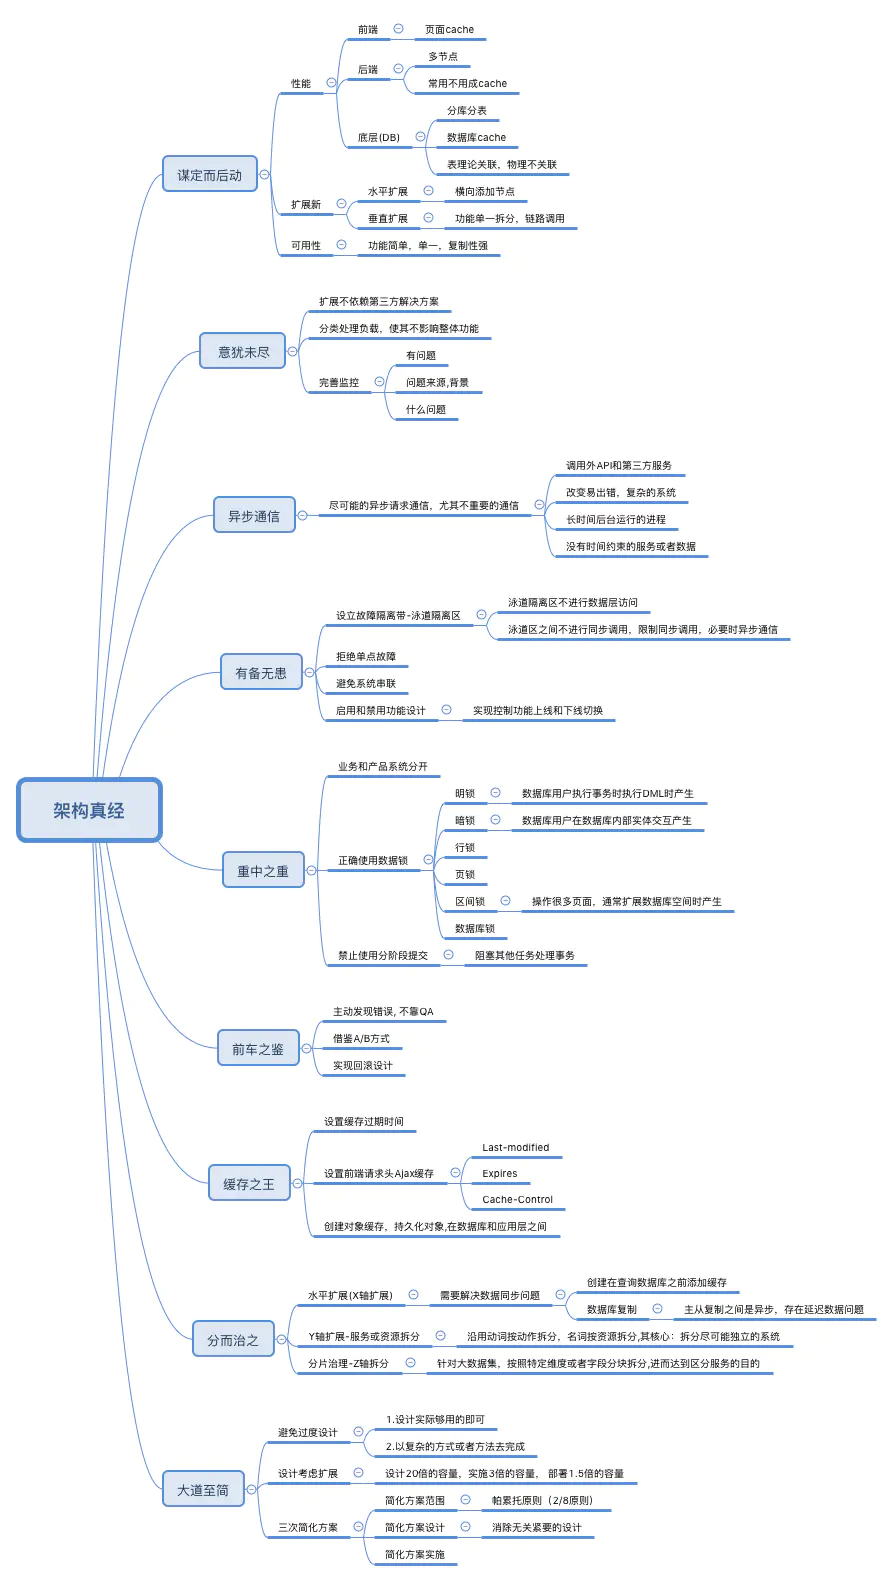 架构真经
谋定而后动
性能
前端
页面cache
后端
多节点
常用不用成cache
底层(DB)
分库分表
数据库cache
表理论关联，物理不关联
扩展新
水平扩展
横向添加节点
垂直扩展
功能单一拆分，链路调用
可用性
功能简单，单一，复制性强
意犹未尽
扩展不依赖第三方解决方案
分类处理负载，使其不影响整体功能
完善监控
有问题
问题来源,背景
什么问题
异步通信
尽可能的异步请求通信，尤其不重要的通信
调用外API和第三方服务
改变易出错，复杂的系统
长时间后台运行的进程
没有时间约束的服务或者数据
有备无患
设立故障隔离带-泳道隔离区
泳道隔离区不进行数据层访问
泳道区之间不进行同步调用，限制同步调用，必要时异步通信
拒绝单点故障
避免系统串联
启用和禁用功能设计
实现控制功能上线和下线切换
重中之重
业务和产品系统分开
正确使用数据锁
明锁
数据库用户执行事务时执行DML时产生
暗锁
数据库用户在数据库内部实体交互产生
行锁
页锁
区间锁
操作很多页面，通常扩展数据库空间时产生
数据库锁
禁止使用分阶段提交
阻塞其他任务处理事务
前车之鉴
主动发现错误, 不靠QA
借鉴A/B方式
实现回滚设计
缓存之王
设置缓存过期时间
设置前端请求头Ajax缓存
Last-modified
Expires
Cache-Control
创建对象缓存，持久化对象,在数据库和应用层之间
分而治之
水平扩展(X轴扩展)
需要解决数据同步问题
创建在查询数据库之前添加缓存
数据库复制
主从复制之间是异步，存在延迟数据问题
Y轴扩展-服务或资源拆分
沿用动词按动作拆分，名词按资源拆分,其核心：拆分尽可能独立的系统
分片治理-Z轴拆分
针对大数据集，按照特定维度或者字段分块拆分,进而达到区分服务的目的
大道至简
避免过度设计
1.设计实际够用的即可
2.以复杂的方式或者方法去完成
设计考虑扩展
设计20倍的容量，实施3倍的容量， 部署1.5倍的容量
三次简化方案
简化方案范围
帕累托原则（2/8原则）
简化方案设计
消除无关紧要的设计
简化方案实施